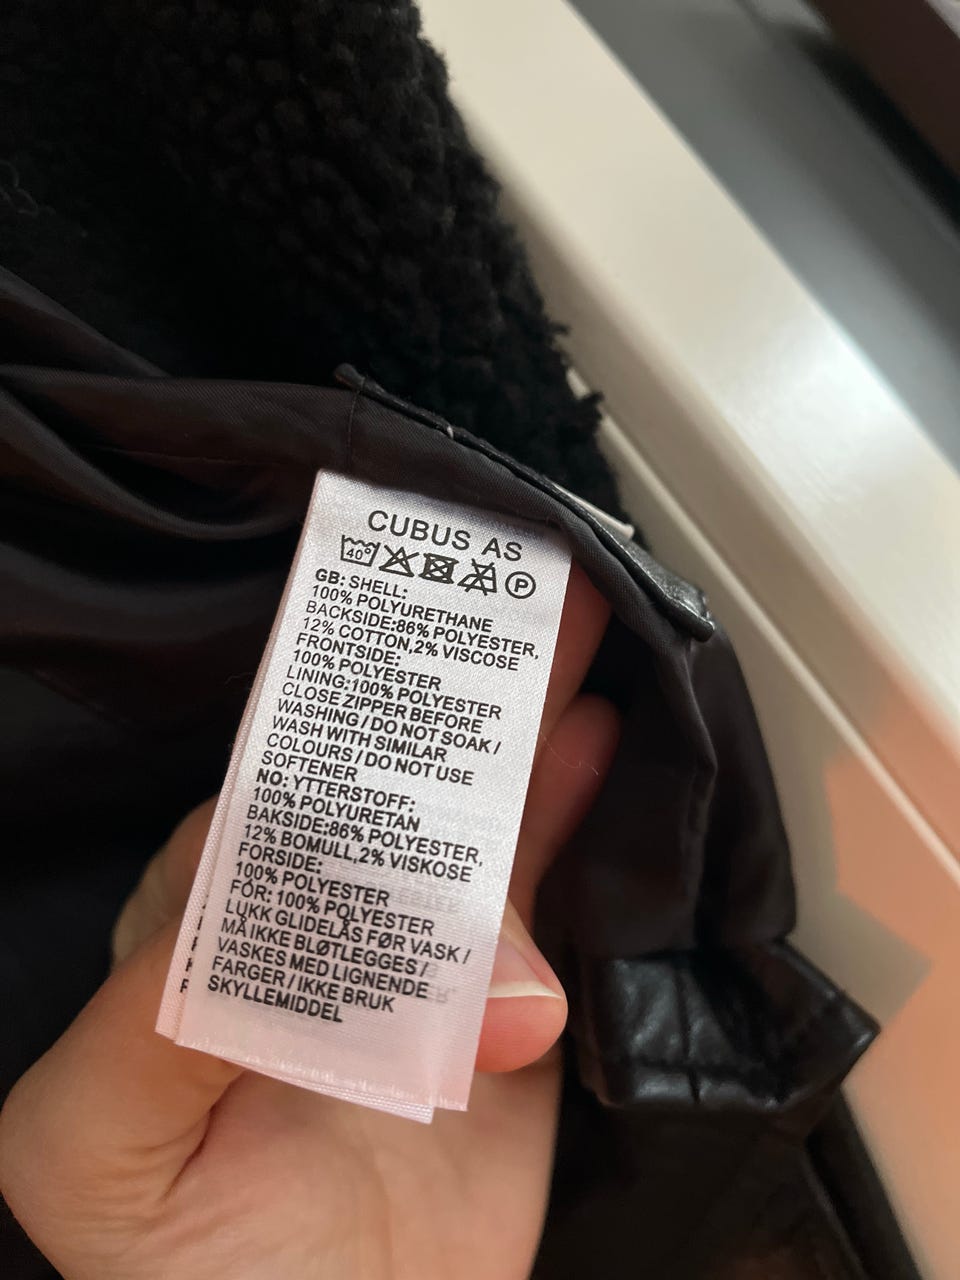 CUBUS AS
40° P
GB: SHELL:
100% POLYURETHANE
BACKSIDE:86% POLYESTER,
12% COTTON,2% VISCOSE
FRONTSIDE:
100% POLYESTER
LINING:100% POLYESTER
CLOSE ZIPPER BEFORE
WASHING / DO NOT SOAK /
WASH WITH SIMILAR
COLOURS / DO NOT USE
SOFTENER
NO: YTTERSTOFF:
100% POLYURETAN
BAKSIDE:86% POLYESTER,
12% BOMULL,2% VISKOSE
FORSIDE:
100% POLYESTER
FÓR: 100% POLYESTER
LUKK GLIDELÅS FØR VASK /
MÅ IKKE BLØTLEGGES /
VASKES MED LIGNENDE
FARGER / IKKE BRUK
SKYLLEMIDDEL